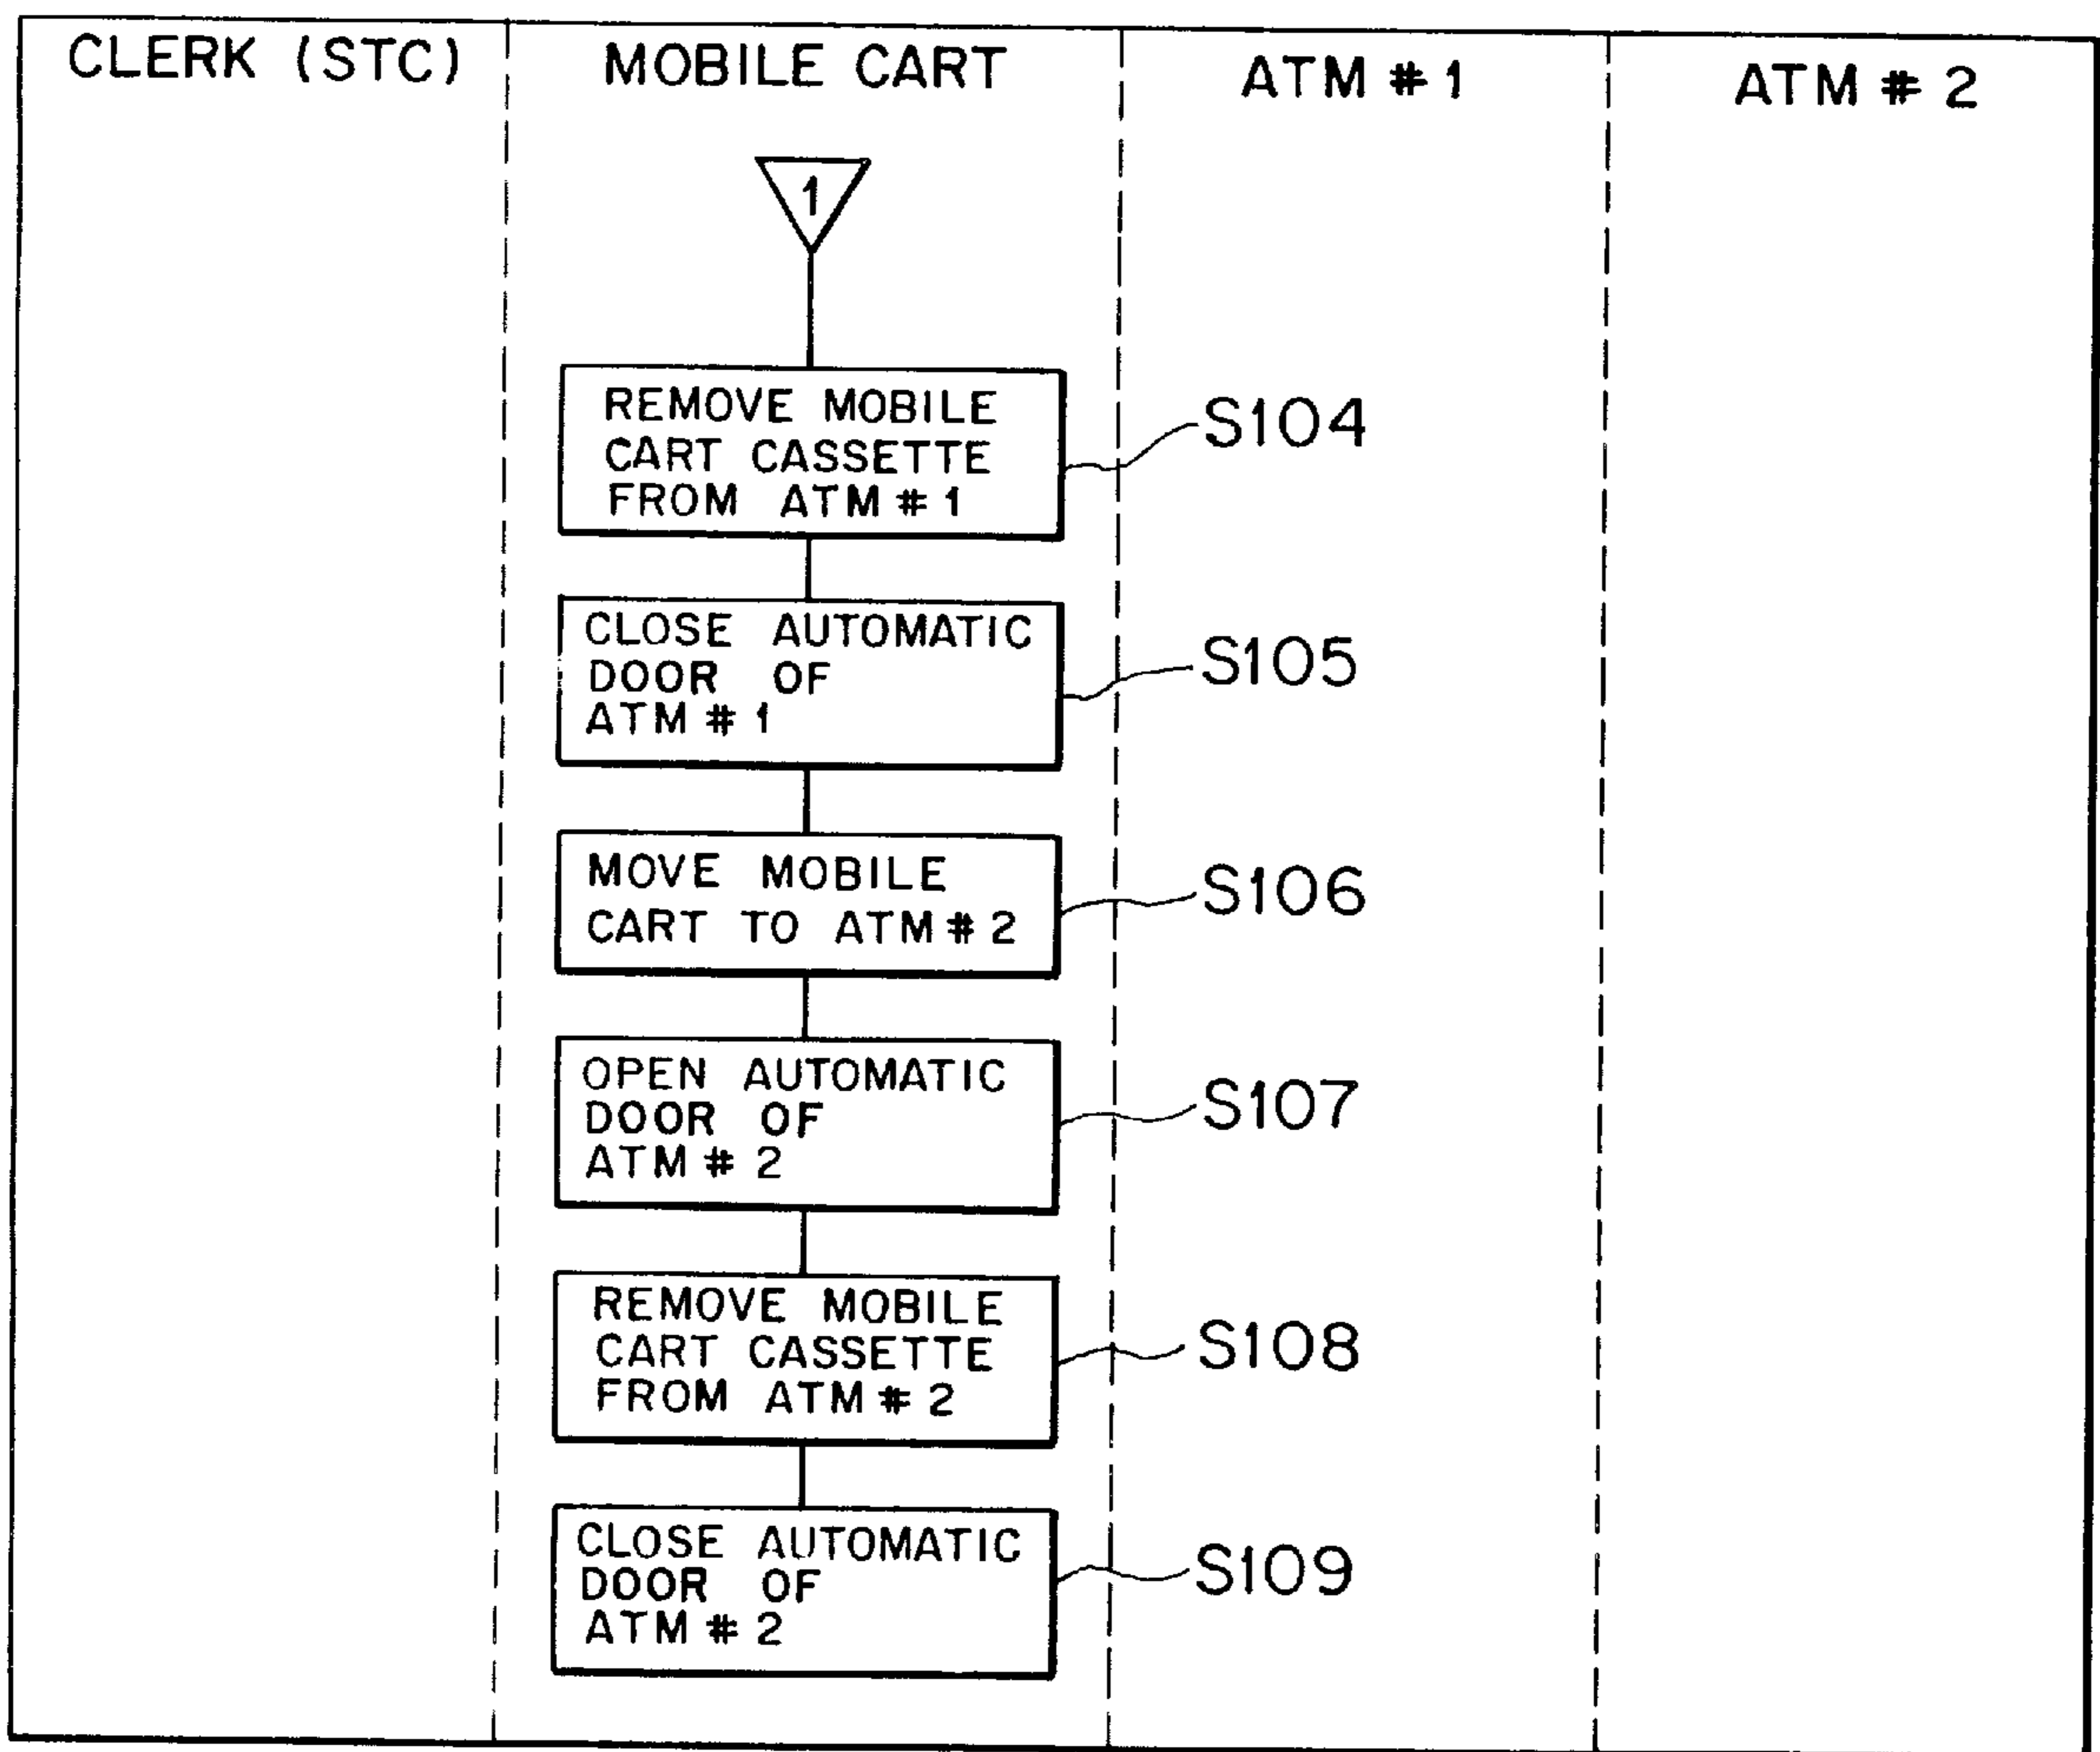 CLERK (STC)
MOBILE CART
ATM # 1
ATM # 2
1
REMOVE MOBILE
CART CASSETTE
FROM ATM # 1
S104
CLOSE AUTOMATIC
DOOR OF
ATM # 1
S105
MOVE MOBILE
CART TO ATM # 2
S106
OPEN AUTOMATIC
DOOR OF
ATM # 2
S107
REMOVE MOBILE
CART CASSETTE
FROM ATM # 2
S108
CLOSE AUTOMATIC
DOOR OF
ATM # 2
S109